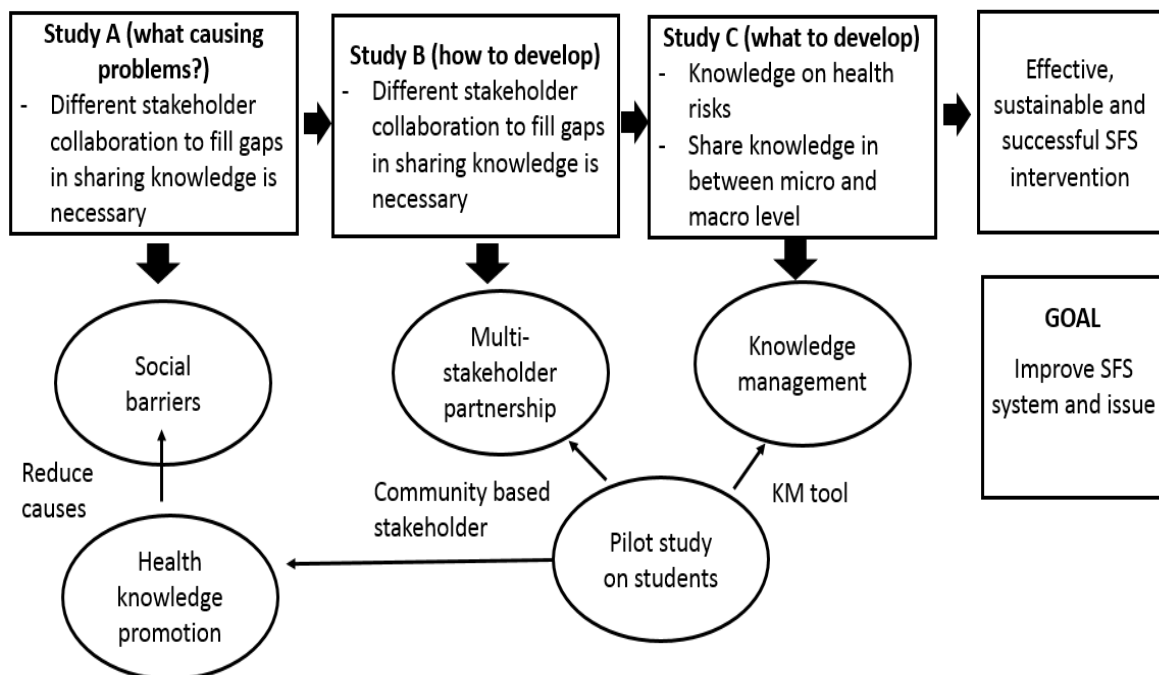 Study A (what causing
problems?)
- Different stakeholder
collaboration to fill gaps
in sharing knowledge is
necessary
Study B (how to develop)
- Different stakeholder
collaboration to fill gaps
in sharing knowledge is
necessary
Study C (what to develop)
- Knowledge on health
risks
- Share knowledge in
between micro and
macro level
Effective,
sustainable and
successful SFS
intervention
Social
barriers
Multi-
stakeholder
partnership
Knowledge
management
GOAL
Improve SFS
system and issue
Reduce
causes
Community based
stakeholder
KM tool
Health
knowledge
promotion
Pilot study
on students